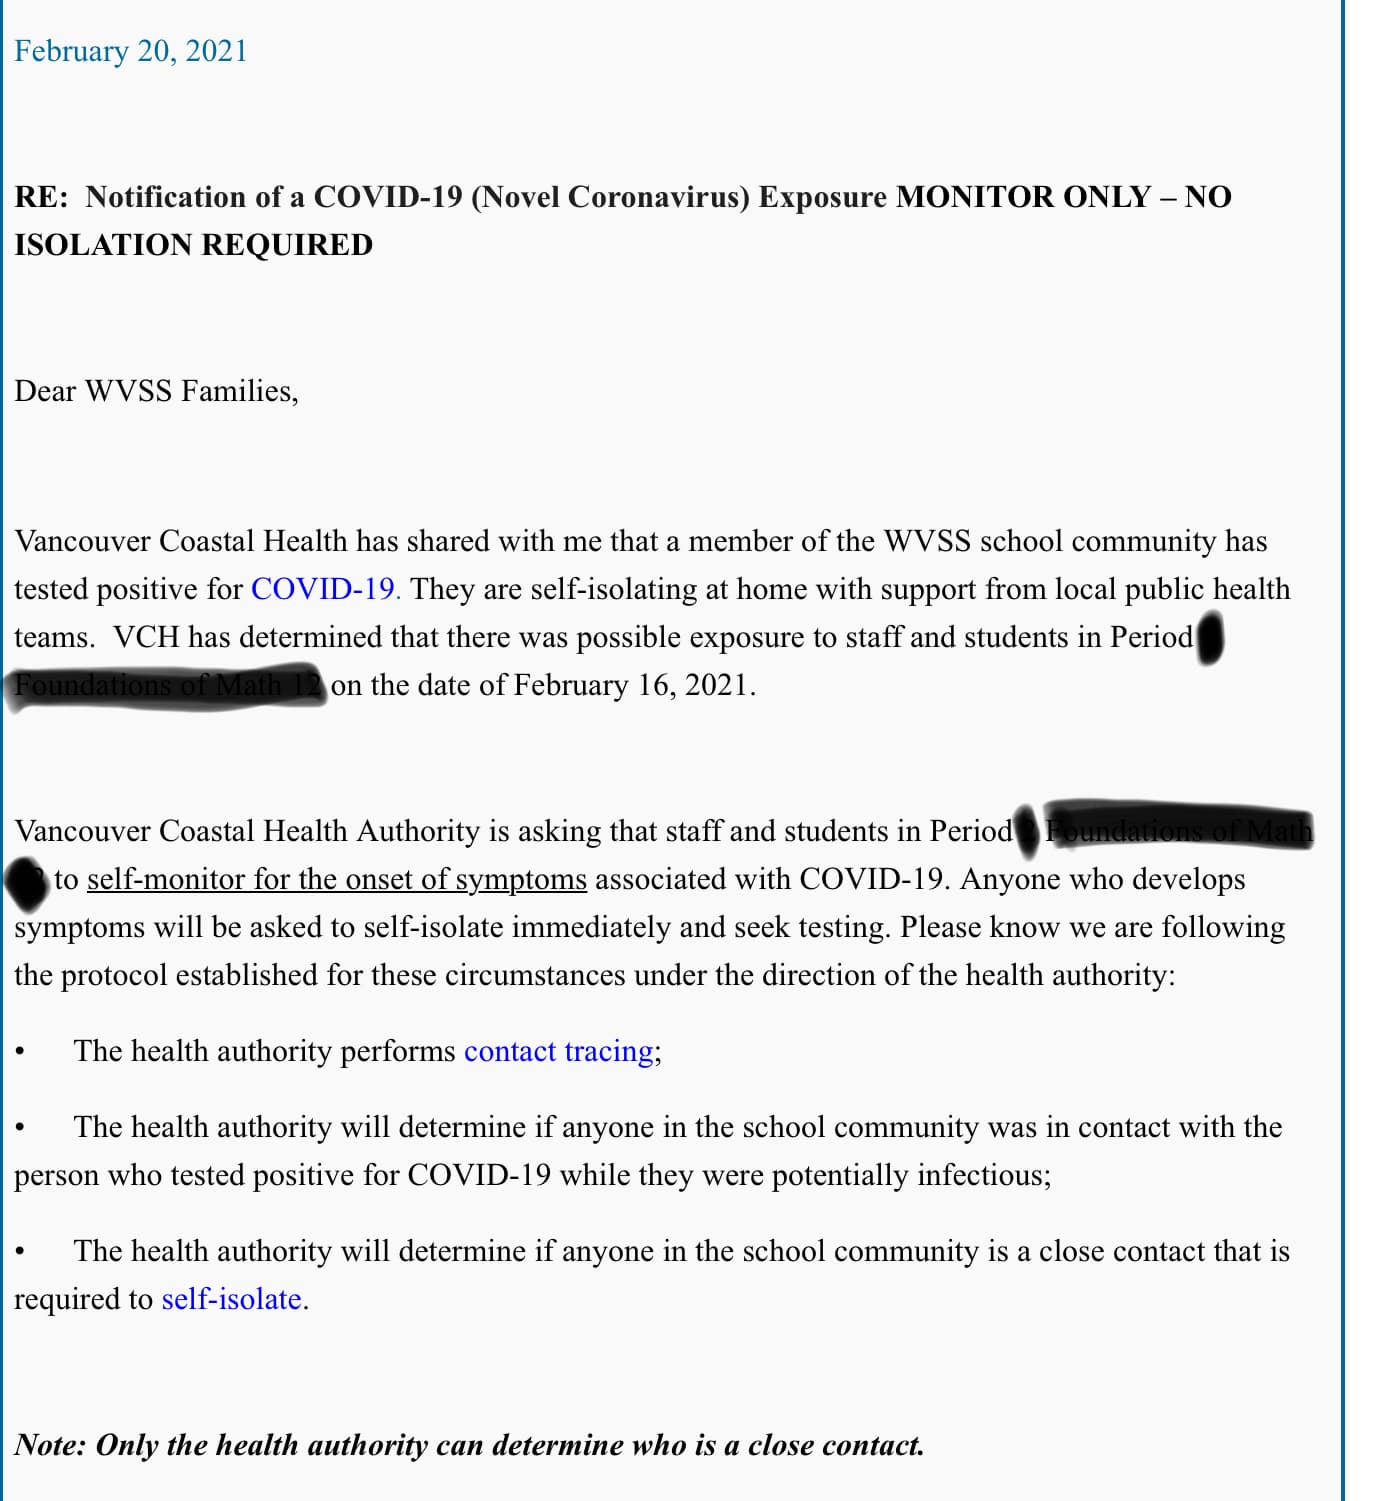 February 20, 2021
RE: Notification of a COVID-19 (Novel Coronavirus) Exposure MONITOR ONLY – NO
ISOLATION REQUIRED
Dear WVSS Families,
Vancouver Coastal Health has shared with me that a member of the WVSS school community has
tested positive for COVID-19. They are self-isolating at home with support from local public health
teams. VCH has determined that there was possible exposure to staff and students in Period
on the date of February 16, 2021.
Vancouver Coastal Health Authority is asking that staff and students in Period
to self-monitor for the onset of symptoms associated with COVID-19. Anyone who develops
symptoms will be asked to self-isolate immediately and seek testing. Please know we are following
the protocol established for these circumstances under the direction of the health authority:
• The health authority performs contact tracing;
• The health authority will determine if anyone in the school community was in contact with the
person who tested positive for COVID-19 while they were potentially infectious;
• The health authority will determine if anyone in the school community is a close contact that is
required to self-isolate.
Note: Only the health authority can determine who is a close contact.